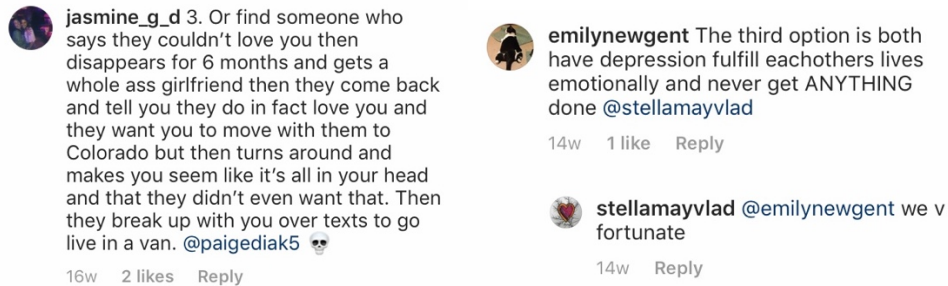 jasmine_g_d 3. Or find someone who
says they couldn't love you then
disappears for 6 months and gets a
whole ass girlfriend then they come back
and tell you they do in fact love you and
they want you to move with them to
Colorado but then turns around and
makes you seem like it's all in your head
and that they didn't even want that. Then
they break up with you over texts to go
live in a van. @paigediak5 💀
16w 2 likes Reply
emilynewgent The third option is both
have depression fulfill eachothers lives
emotionally and never get ANYTHING
done @stellamayvlad
14w 1 like Reply
stellamayvlad @emilynewgent we v
fortunate
14w Reply